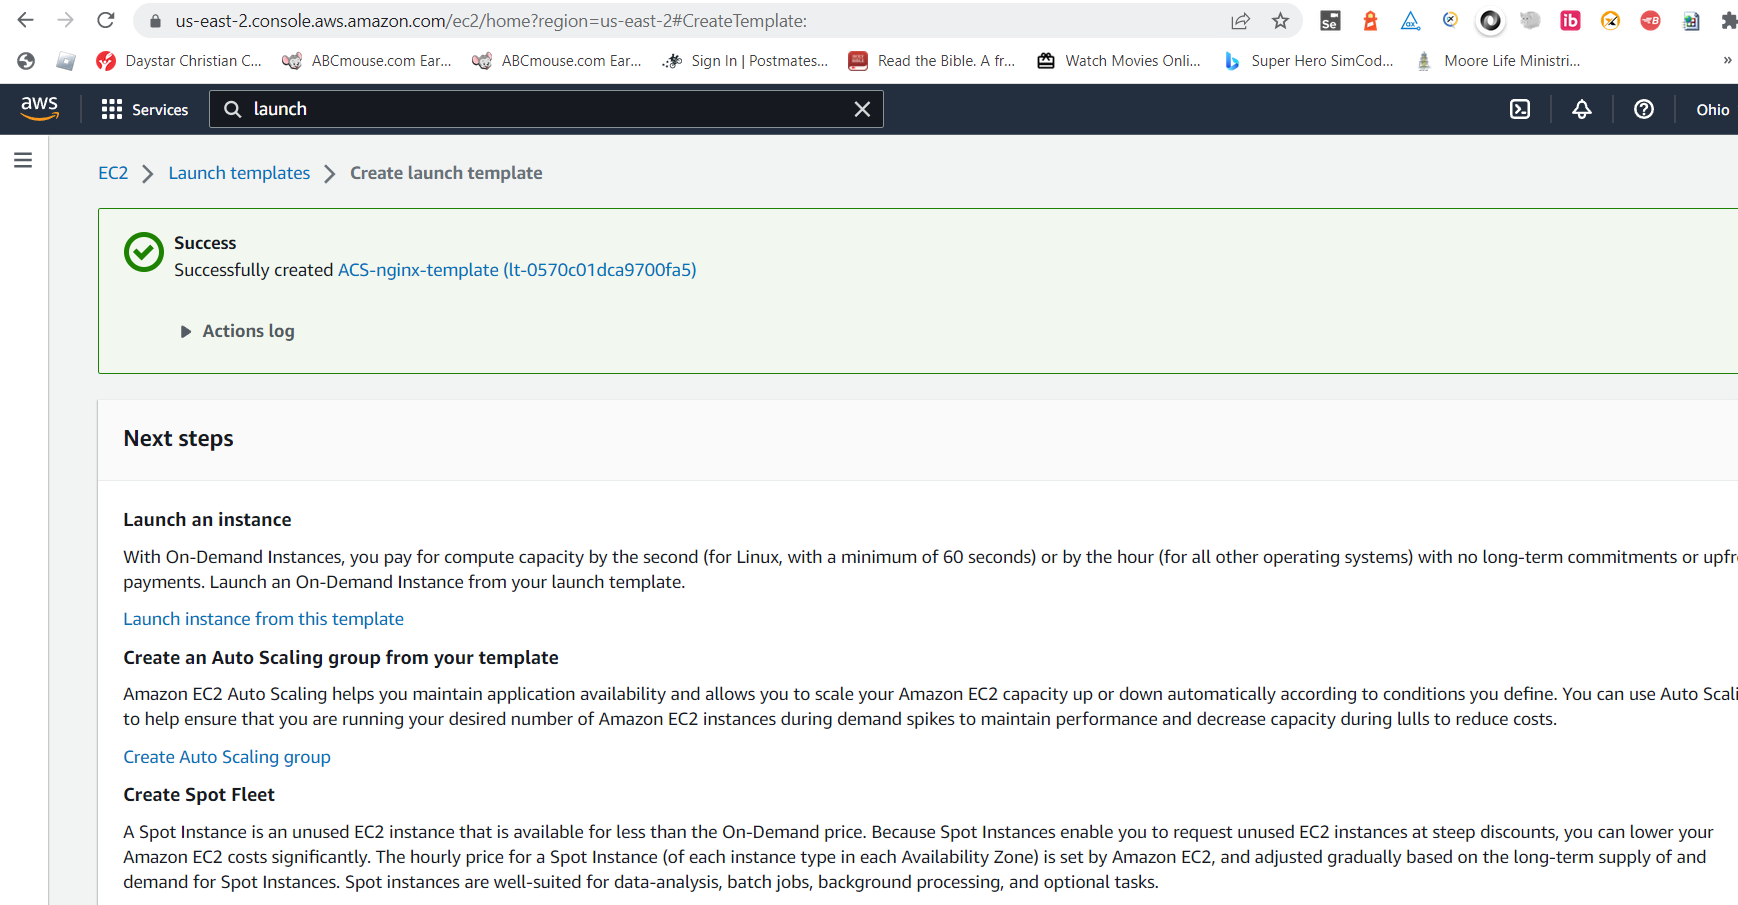 us-east-2.console.aws.amazon.com/ec2/home?region=us-east-2#CreateTemplate:
Se
ax
ib
B
Daystar Christian C...
ABCmouse.com Ear...
ABCmouse.com Ear...
Sign In | Postmates...
Read the Bible. A fr...
Watch Movies Onli...
Super Hero SimCod...
Moore Life Ministri...
»
aws
Services
launch
Ohio
EC2 > Launch templates > Create launch template
Success
Successfully created ACS-nginx-template (lt-0570c01dca9700fa5)
Actions log
Next steps
Launch an instance
With On-Demand Instances, you pay for compute capacity by the second (for Linux, with a minimum of 60 seconds) or by the hour (for all other operating systems) with no long-term commitments or upfr
payments. Launch an On-Demand Instance from your launch template.
Launch instance from this template
Create an Auto Scaling group from your template
Amazon EC2 Auto Scaling helps you maintain application availability and allows you to scale your Amazon EC2 capacity up or down automatically according to conditions you define. You can use Auto Scali
to help ensure that you are running your desired number of Amazon EC2 instances during demand spikes to maintain performance and decrease capacity during lulls to reduce costs.
Create Auto Scaling group
Create Spot Fleet
A Spot Instance is an unused EC2 instance that is available for less than the On-Demand price. Because Spot Instances enable you to request unused EC2 instances at steep discounts, you can lower your
Amazon EC2 costs significantly. The hourly price for a Spot Instance (of each instance type in each Availability Zone) is set by Amazon EC2, and adjusted gradually based on the long-term supply of and
demand for Spot Instances. Spot instances are well-suited for data-analysis, batch jobs, background processing, and optional tasks.